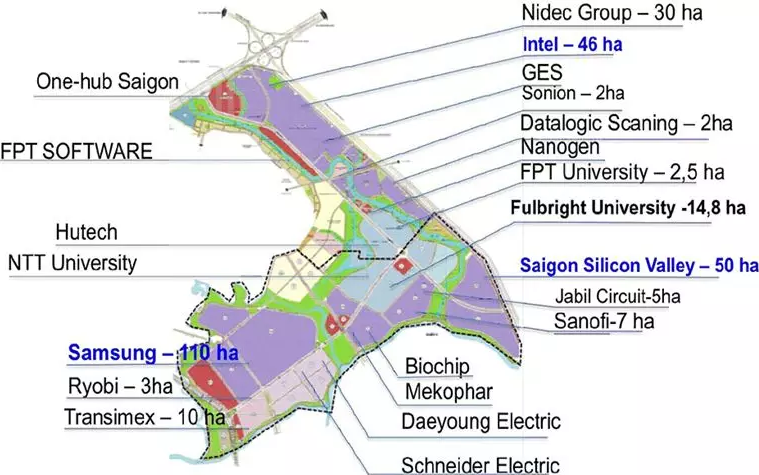 Nidec Group – 30 ha
Intel – 46 ha
One-hub Saigon
GES
Sonion – 2ha
Datalogic Scaning – 2ha
FPT SOFTWARE
Nanogen
FPT University – 2,5 ha
Fulbright University -14,8 ha
Hutech
NTT University
Saigon Silicon Valley – 50 ha
Jabil Circuit-5ha
Sanofi-7 ha
Samsung – 110 ha
Biochip
Ryobi – 3ha
Mekophar
Transimex – 10 ha
Daeyoung Electric
Schneider Electric